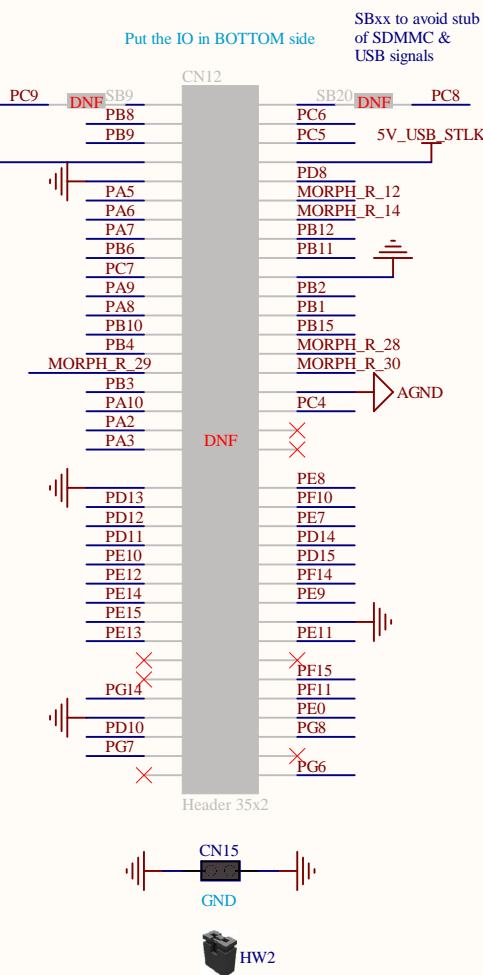 Put the IO in BOTTOM side
SBxx to avoid stub
of SDMMC &
USB signals
CN12
PC9
DNF
SB9
SB20
DNF
PC8
PB8
PC6
PB9
PC5
5V_USB_STLK
PD8
PA5
MORPH_R_12
PA6
MORPH_R_14
PA7
PB12
PB6
PB11
PC7
PA9
PB2
PA8
PB1
PB10
PB15
PB4
MORPH_R_28
MORPH_R_29
MORPH_R_30
PB3
AGND
PA10
PC4
PA2
PA3
DNF
PE8
PD13
PF10
PD12
PE7
PD11
PD14
PE10
PD15
PE12
PF14
PE14
PE9
PE15
PE13
PE11
PF15
PG14
PF11
PE0
PD10
PG8
PG7
PG6
Header 35x2
CN15
GND
HW2